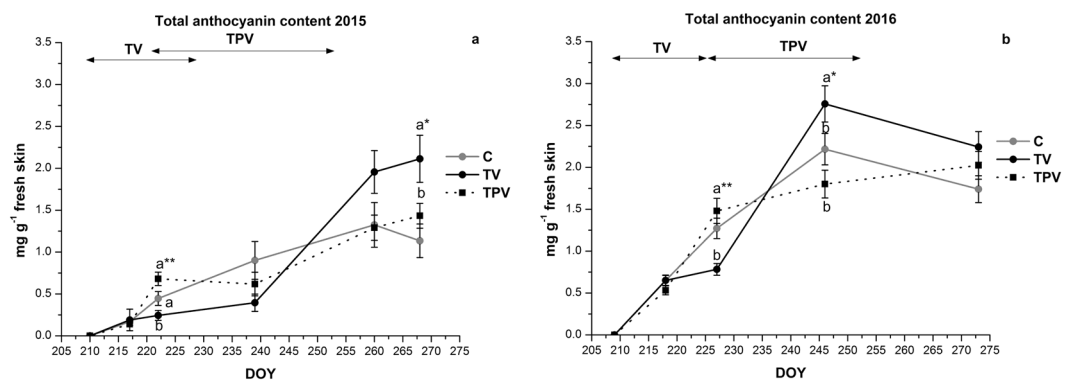 Total anthocyanin content 2015
TV
TPV
a
3.5
3.0
2.5
2.0
1.5
1.0
0.5
0.0
mg g-1 fresh skin
a*
b
a**
a
b
C
TV
TPV
205 210 215 220 225 230 235 240 245 250 255 260 265 270 275
DOY
Total anthocyanin content 2016
TV
TPV
b
3.5
3.0
2.5
2.0
1.5
1.0
0.5
0.0
mg g-1 fresh skin
a*
b
a**
b
b
C
TV
TPV
205 210 215 220 225 230 235 240 245 250 255 260 265 270 275
DOY